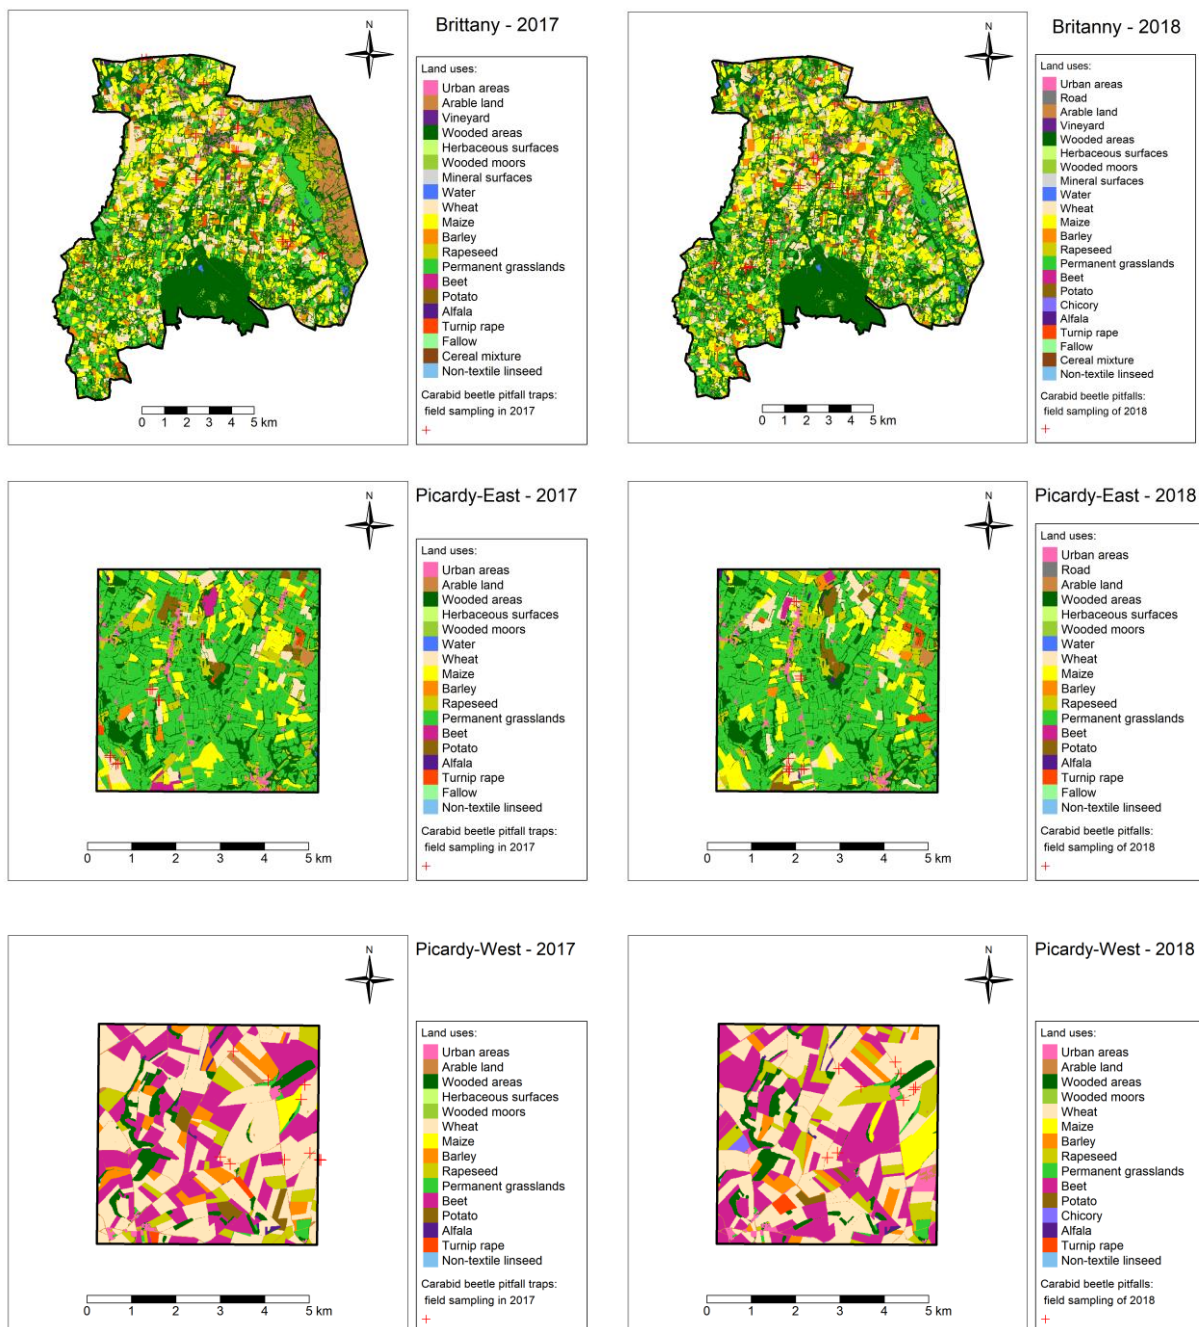 Brittany - 2017
N
Land uses:
Urban areas
Arable land
Vineyard
Wooded areas
Herbaceous surfaces
Wooded moors
Mineral surfaces
Water
Wheat
Maize
Barley
Rapeseed
Permanent grasslands
Beet
Potato
Alfala
Turnip rape
Fallow
Cereal mixture
Non-textile linseed
Carabid beetle pitfall traps:
field sampling in 2017
0 1 2 3 4 5 km
Britanny - 2018
N
Land uses:
Urban areas
Road
Arable land
Vineyard
Wooded areas
Herbaceous surfaces
Wooded moors
Mineral surfaces
Water
Wheat
Maize
Barley
Rapeseed
Permanent grasslands
Beet
Potato
Chicory
Alfala
Turnip rape
Fallow
Cereal mixture
Non-textile linseed
Carabid beetle pitfalls:
field sampling of 2018
0 1 2 3 4 5 km
Picardy-East - 2017
N
Land uses:
Urban areas
Arable land
Wooded areas
Herbaceous surfaces
Wooded moors
Water
Wheat
Maize
Barley
Rapeseed
Permanent grasslands
Beet
Potato
Alfala
Turnip rape
Fallow
Non-textile linseed
Carabid beetle pitfall traps:
field sampling in 2017
0 1 2 3 4 5 km
Picardy-East - 2018
N
Land uses:
Urban areas
Road
Arable land
Wooded areas
Herbaceous surfaces
Wooded moors
Water
Wheat
Maize
Barley
Rapeseed
Permanent grasslands
Beet
Potato
Alfala
Turnip rape
Fallow
Non-textile linseed
Carabid beetle pitfalls:
field sampling of 2018
0 1 2 3 4 5 km
Picardy-West - 2017
N
Land uses:
Urban areas
Arable land
Wooded areas
Herbaceous surfaces
Wooded moors
Wheat
Maize
Barley
Rapeseed
Permanent grasslands
Beet
Potato
Alfala
Turnip rape
Non-textile linseed
Carabid beetle pitfall traps:
field sampling in 2017
0 1 2 3 4 5 km
Picardy-West - 2018
N
Land uses:
Urban areas
Arable land
Wooded areas
Wooded moors
Wheat
Maize
Barley
Rapeseed
Permanent grasslands
Beet
Potato
Chicory
Alfala
Turnip rape
Non-textile linseed
Carabid beetle pitfalls:
field sampling of 2018
0 1 2 3 4 5 km